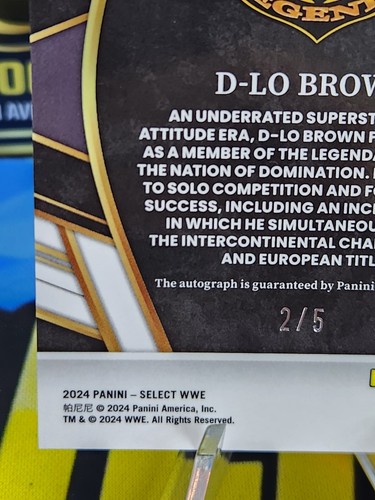 LEGEN
D-LO BROW
AN UNDERRATED SUPERST
ATTITUDE ERA, D-LO BROWN F
AS A MEMBER OF THE LEGENDA
THE NATION OF DOMINATION.
TO SOLO COMPETITION AND F
SUCCESS, INCLUDING AN INC
IN WHICH HE SIMULTANEOU
THE INTERCONTINENTAL CHA
AND EUROPEAN TITL
The autograph is guaranteed by Panini
2/5
2024 PANINI – SELECT WWE
帕尼尼 © 2024 Panini America, Inc.
TM & © 2024 WWE. All Rights Reserved.